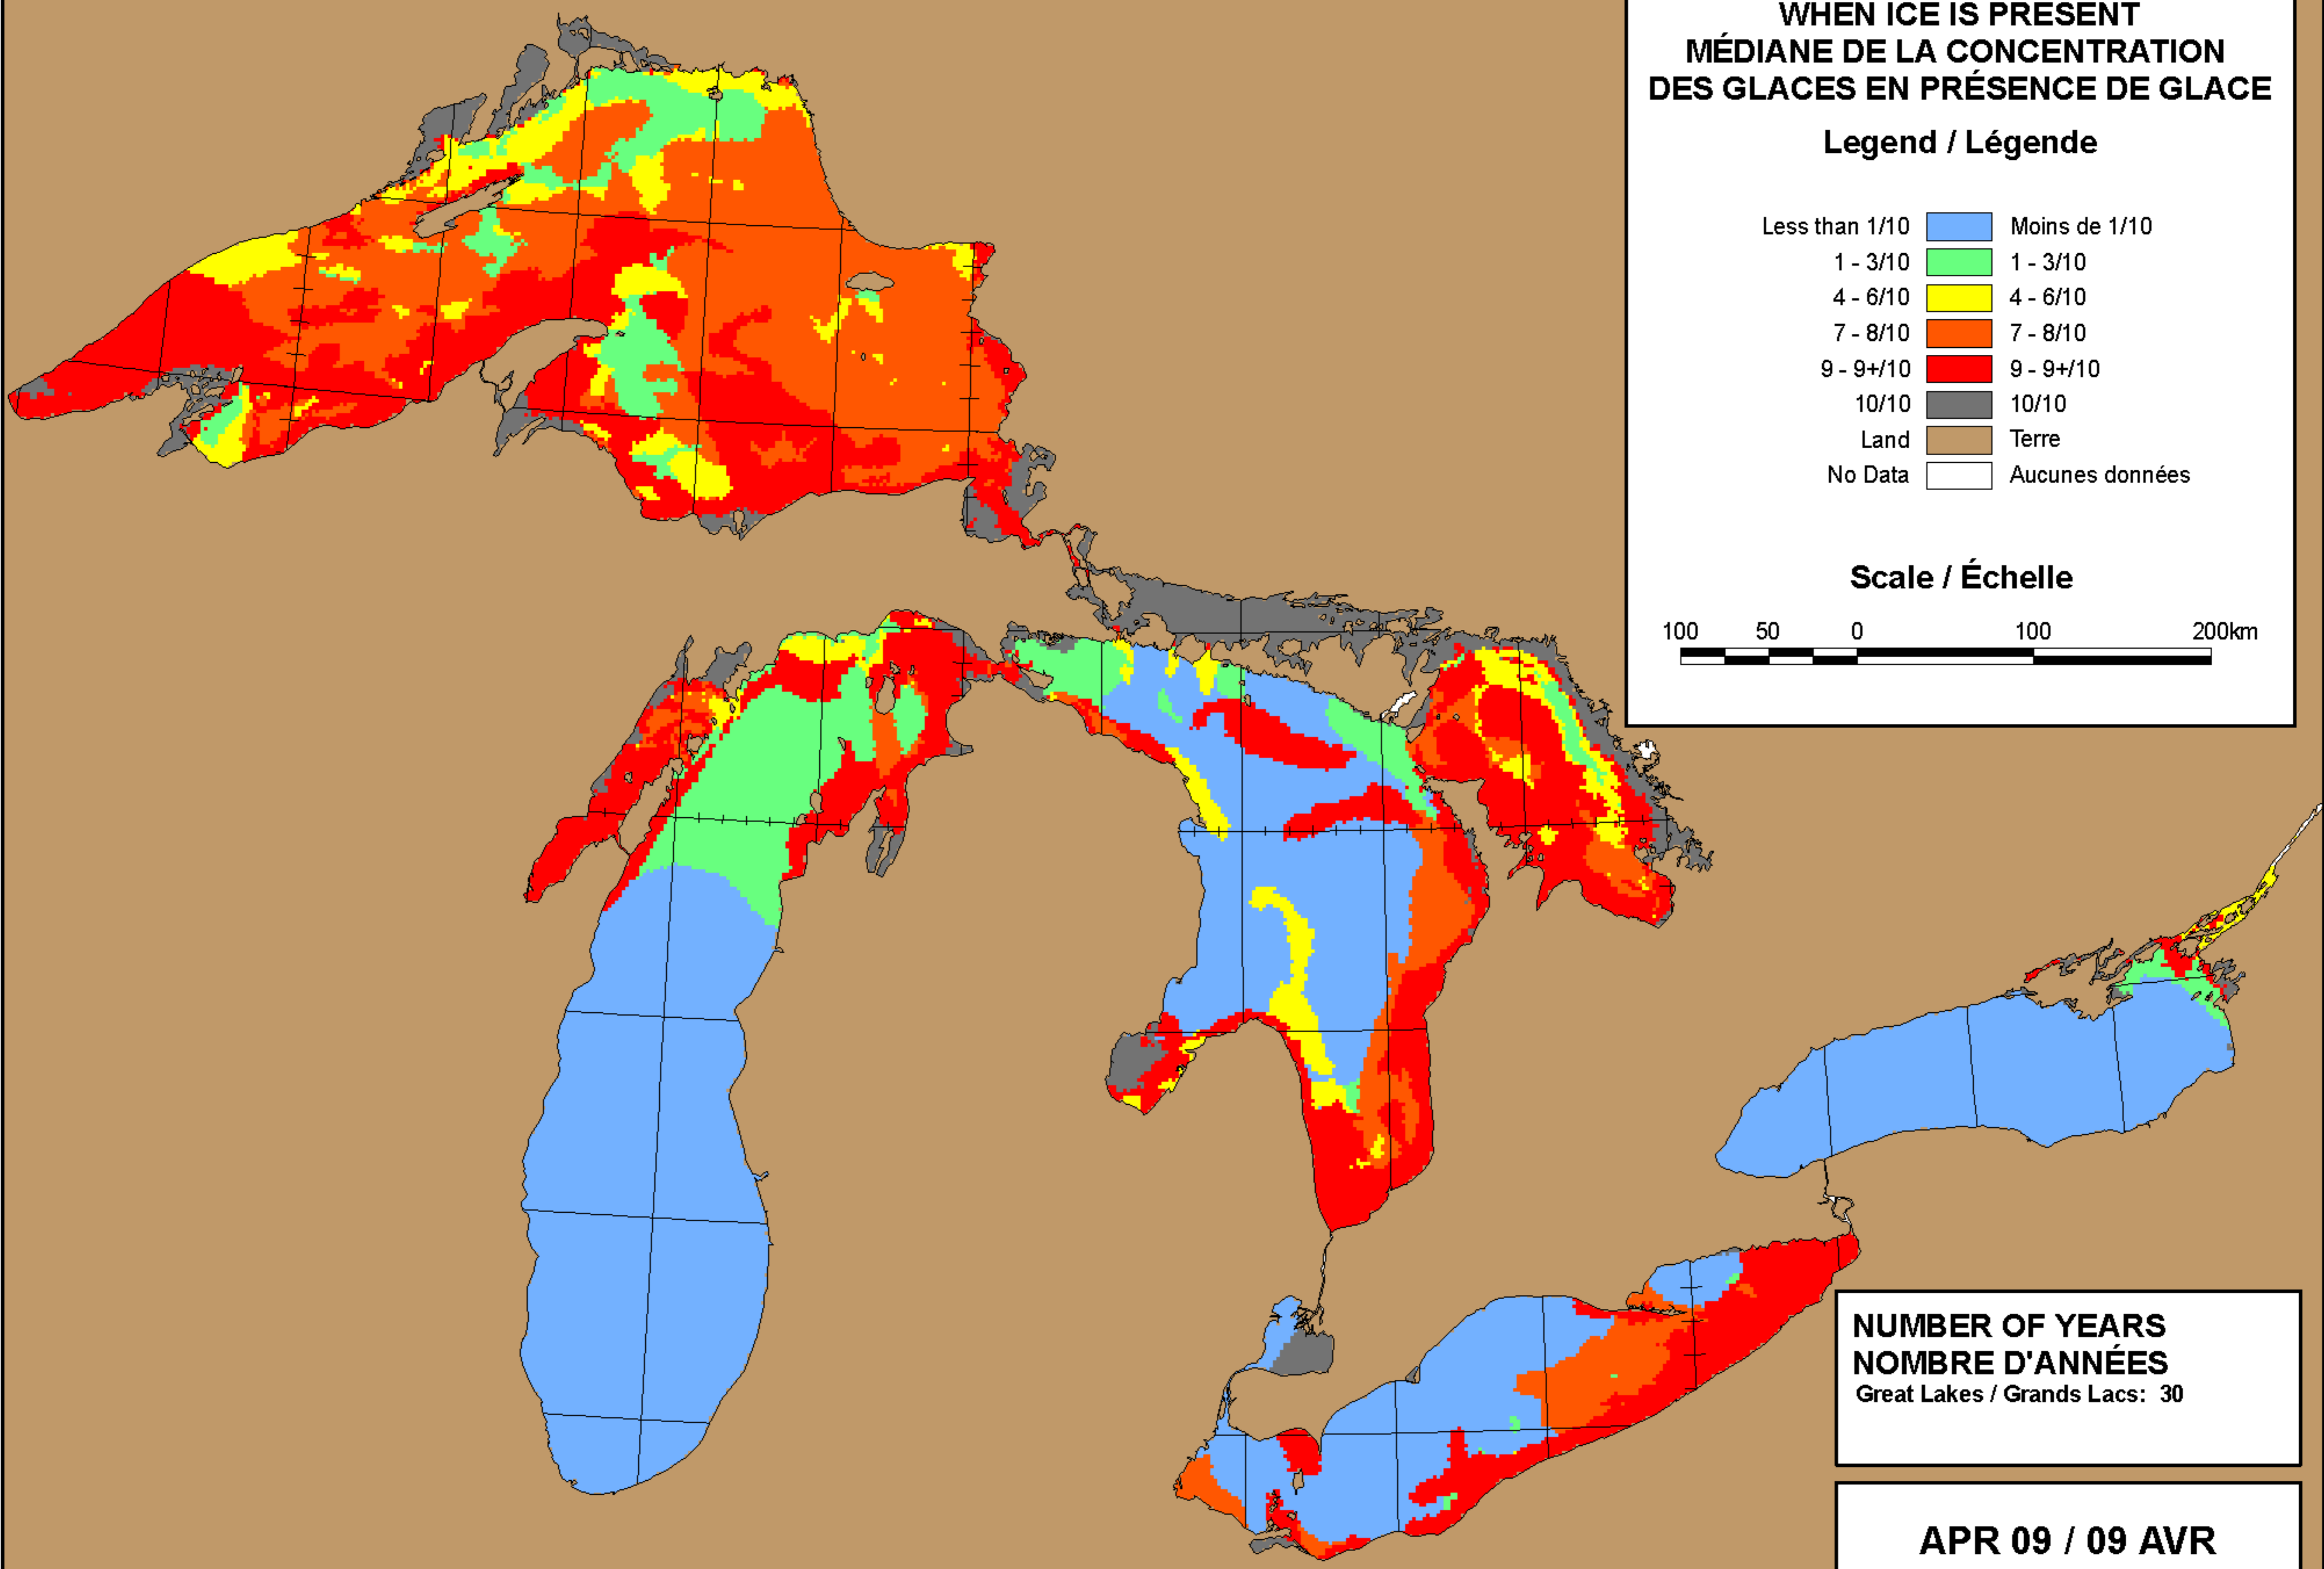 WHEN ICE IS PRESENT
MÉDIANE DE LA CONCENTRATION
DES GLACES EN PRÉSENCE DE GLACE
Legend / Légende
Less than 1/10 Moins de 1/10
1 - 3/10 1 - 3/10
4 - 6/10 4 - 6/10
7 - 8/10 7 - 8/10
9 - 9+/10 9 - 9+/10
10/10 10/10
Land Terre
No Data Aucunes données
Scale / Échelle
100 50 0 100 200km
NUMBER OF YEARS
NOMBRE D'ANNÉES
Great Lakes / Grands Lacs: 30
APR 09 / 09 AVR